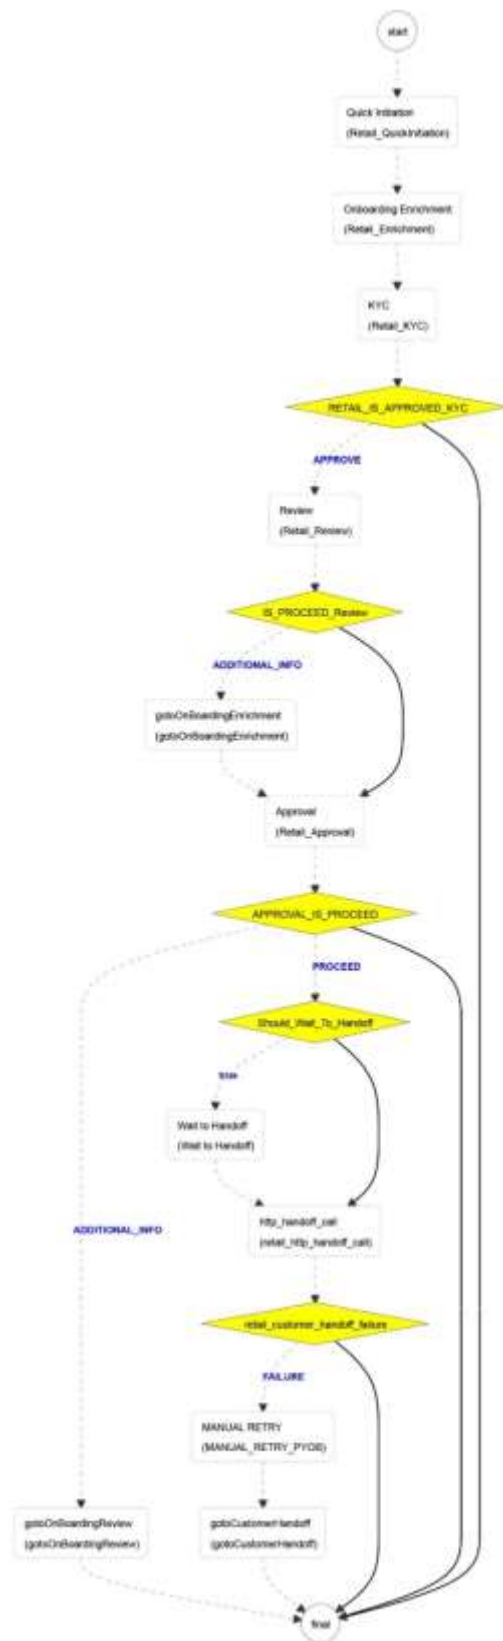 start
Quick Initiation
(Retail_QuickInitiation)
Onboarding Enrichment
(Retail_Enrichment)
KYC
(Retail_KYC)
RETAIL_IS_APPROVED_KYC
APPROVE
Review
(Retail_Review)
IS_PROCEED_Review
ADDITIONAL_INFO
gotoOnBoardingEnrichment
(gotoOnBoardingEnrichment)
Approval
(Retail_Approval)
APPROVAL_IS_PROCEED
PROCEED
Should_Wait_To_Handoff
true
Wait to Handoff
(Wait to Handoff)
ADDITIONAL_INFO
http_handoff_call
(retail_http_handoff_call)
retail_customer_handoff_failure
FAILURE
MANUAL RETRY
(MANUAL_RETRY_PYOB)
gotoOnBoardingReview
(gotoOnBoardingReview)
gotoCustomerHandoff
(gotoCustomerHandoff)
final